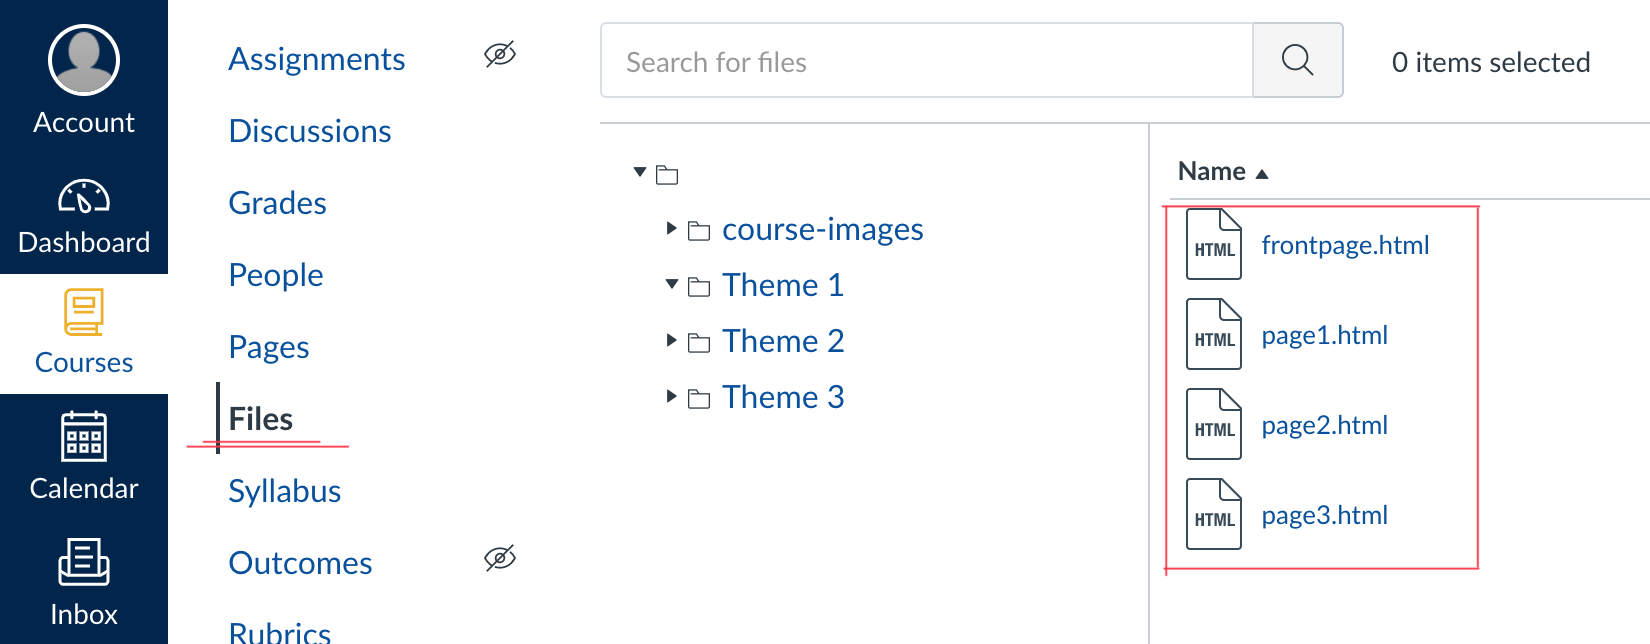 Account
Dashboard
Courses
Calendar
Inbox
Assignments
Discussions
Grades
People
Pages
Files
Syllabus
Outcomes
Rubrics
Search for files
0 items selected
course-images
Theme 1
Theme 2
Theme 3
Name
HTML frontpage.html
HTML page1.html
HTML page2.html
HTML page3.html